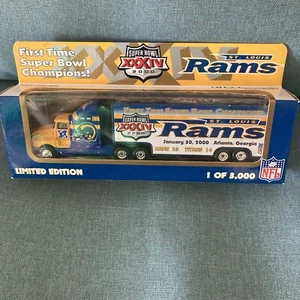 First-Time
Super Bowl
Champions!
SUPER BOWL
XXXIV
2000
ST. LOUIS
Rams
SUPER BOWL
XXXIV
ST. LOUIS
Rams
January 30, 2000 Atlanta, Georgia
RAMS 23 TITANS 16
LIMITED EDITION
1 OF 3,000
NFL